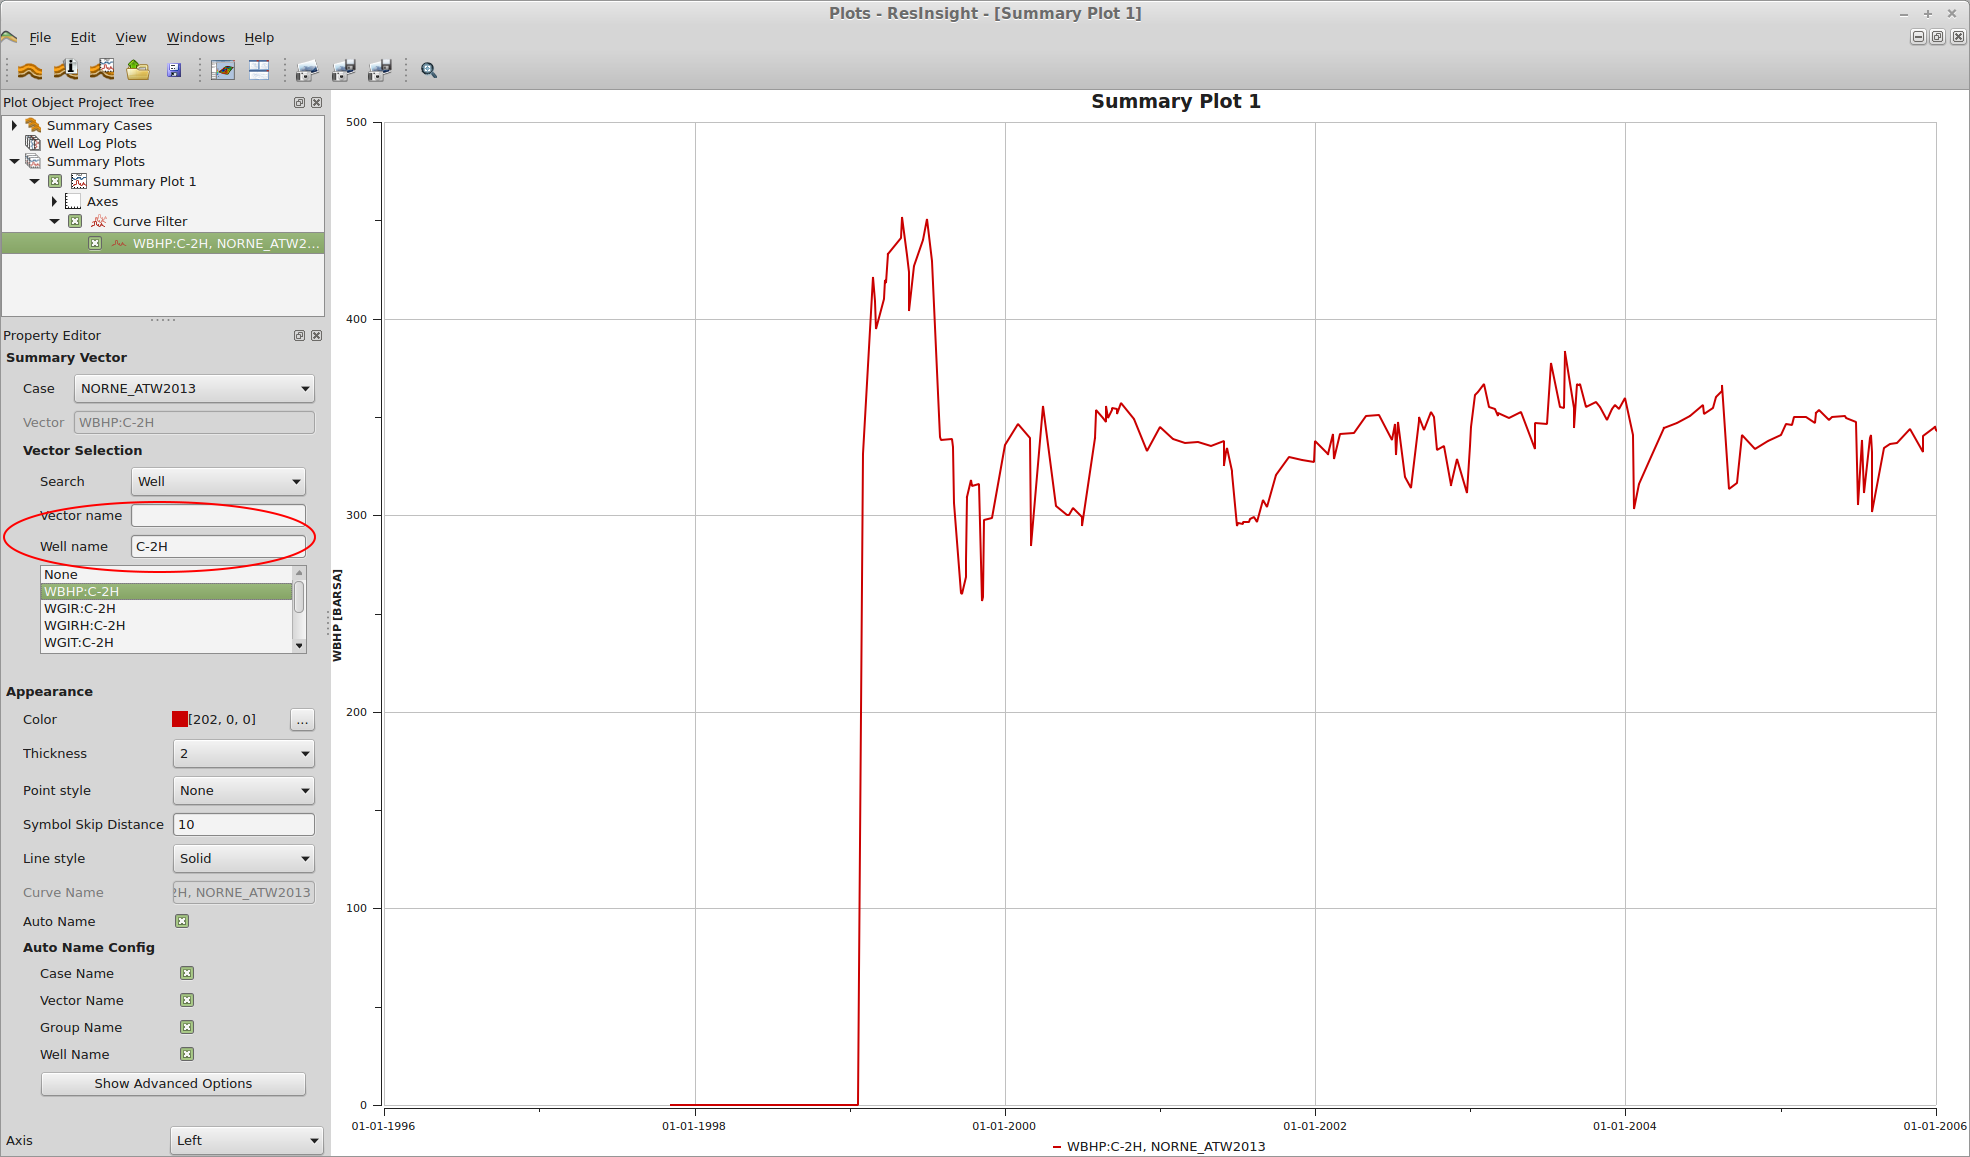 Plots - ResInsight - [Summary Plot 1]
File Edit View Windows Help
Plot Object Project Tree
Summary Cases
Well Log Plots
Summary Plots
Summary Plot 1
Axes
Curve Filter
WBHP:C-2H, NORNE_ATW2...
Property Editor
Summary Vector
Case NORNE_ATW2013
Vector WBHP:C-2H
Vector Selection
Search Well
Vector name
Well name C-2H
None
WBHP:C-2H
WGIR:C-2H
WGIRH:C-2H
WGIT:C-2H
Appearance
Color [202, 0, 0] ...
Thickness 2
Point style None
Symbol Skip Distance 10
Line style Solid
Curve Name 2H, NORNE_ATW2013
Auto Name
Auto Name Config
Case Name
Vector Name
Group Name
Well Name
Show Advanced Options
Axis Left
Summary Plot 1
500
400
300
200
100
0
WBHP [BARSA]
01-01-1996 01-01-1998 01-01-2000 01-01-2002 01-01-2004 01-01-2006
WBHP:C-2H, NORNE_ATW2013